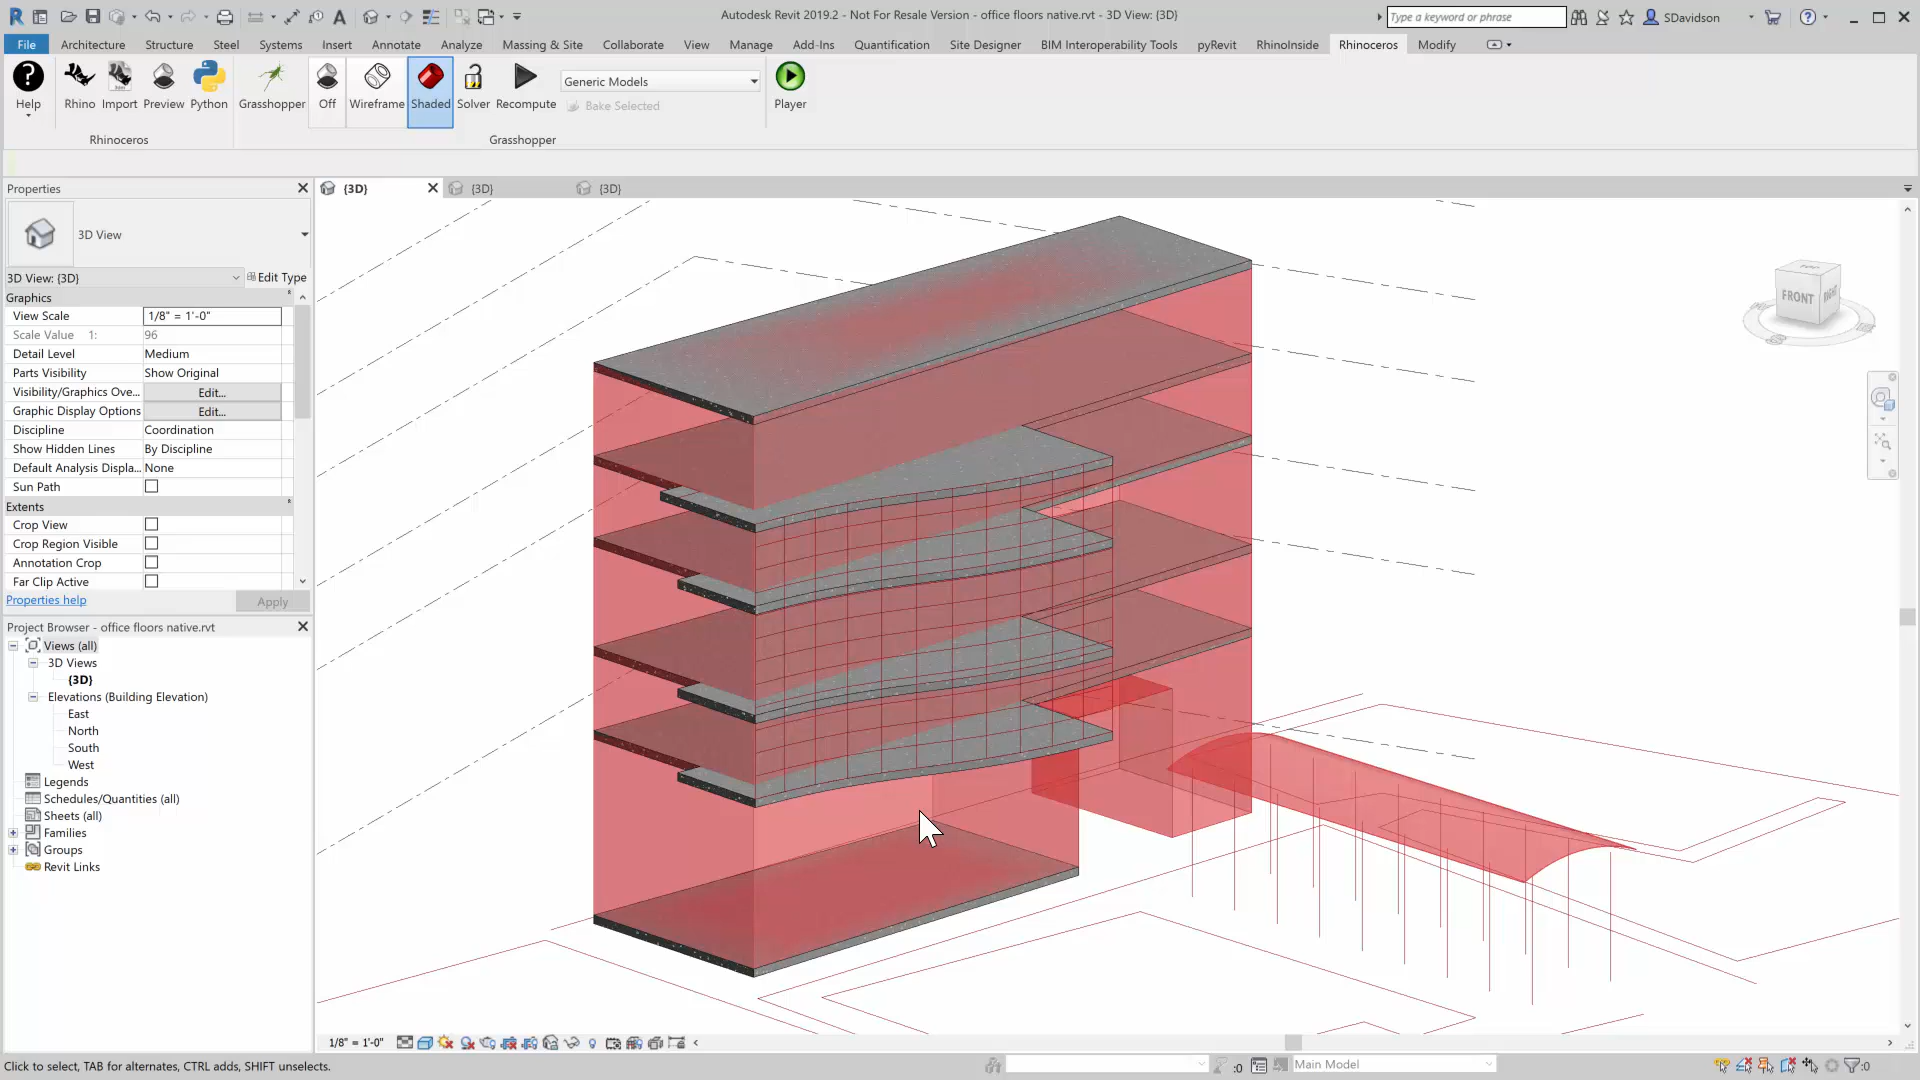 Autodesk Revit 2019.2 - Not For Resale Version - office floors native.rvt - 3D View: {3D}
Type a keyword or phrase
SDavidson
File Architecture Structure Steel Systems Insert Annotate Analyze Massing & Site Collaborate View Manage Add-Ins Quantification Site Designer BIM Interoperability Tools pyRevit RhinoInside Rhinoceros Modify
Generic Models
Help Rhino Import Preview Python Grasshopper Off Wireframe Shaded Solver Recompute Bake Selected Player
Rhinoceros Grasshopper
Properties
{3D} {3D} {3D}
3D View
3D View: {3D} Edit Type
Graphics
View Scale 1/8" = 1'-0"
Scale Value 1: 96
Detail Level Medium
Parts Visibility Show Original
Visibility/Graphics Ove... Edit...
Graphic Display Options Edit...
Discipline Coordination
Show Hidden Lines By Discipline
Default Analysis Displa... None
Sun Path
Extents
Crop View
Crop Region Visible
Annotation Crop
Far Clip Active
Properties help Apply
Project Browser - office floors native.rvt
Views (all)
3D Views
{3D}
Elevations (Building Elevation)
East
North
South
West
Legends
Schedules/Quantities (all)
Sheets (all)
Families
Groups
Revit Links
TOP
FRONT
RIGHT
1/8" = 1'-0"
Click to select, TAB for alternates, CTRL adds, SHIFT unselects.
:0
Main Model
:0